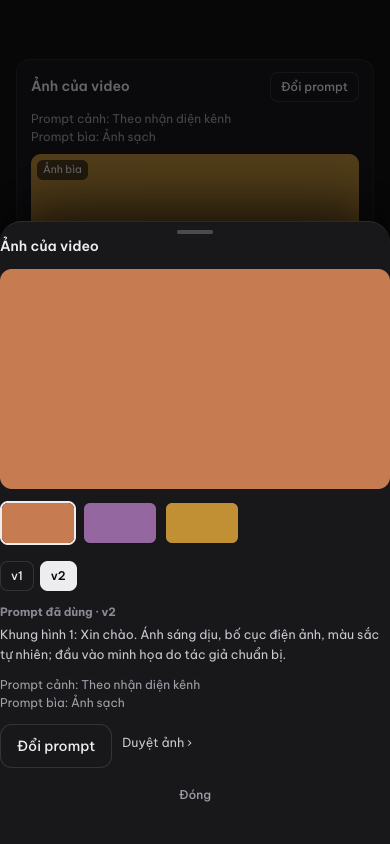 Ảnh của video
Đổi prompt
Prompt cảnh: Theo nhận diện kênh
Prompt bìa: Ảnh sạch
Ảnh bìa
Ảnh của video
v1
v2
Prompt đã dùng · v2
Khung hình 1: Xin chào. Ánh sáng dịu, bố cục điện ảnh, màu sắc
tự nhiên; đầu vào minh họa do tác giả chuẩn bị.
Prompt cảnh: Theo nhận diện kênh
Prompt bìa: Ảnh sạch
Đổi prompt
Duyệt ảnh ›
Đóng